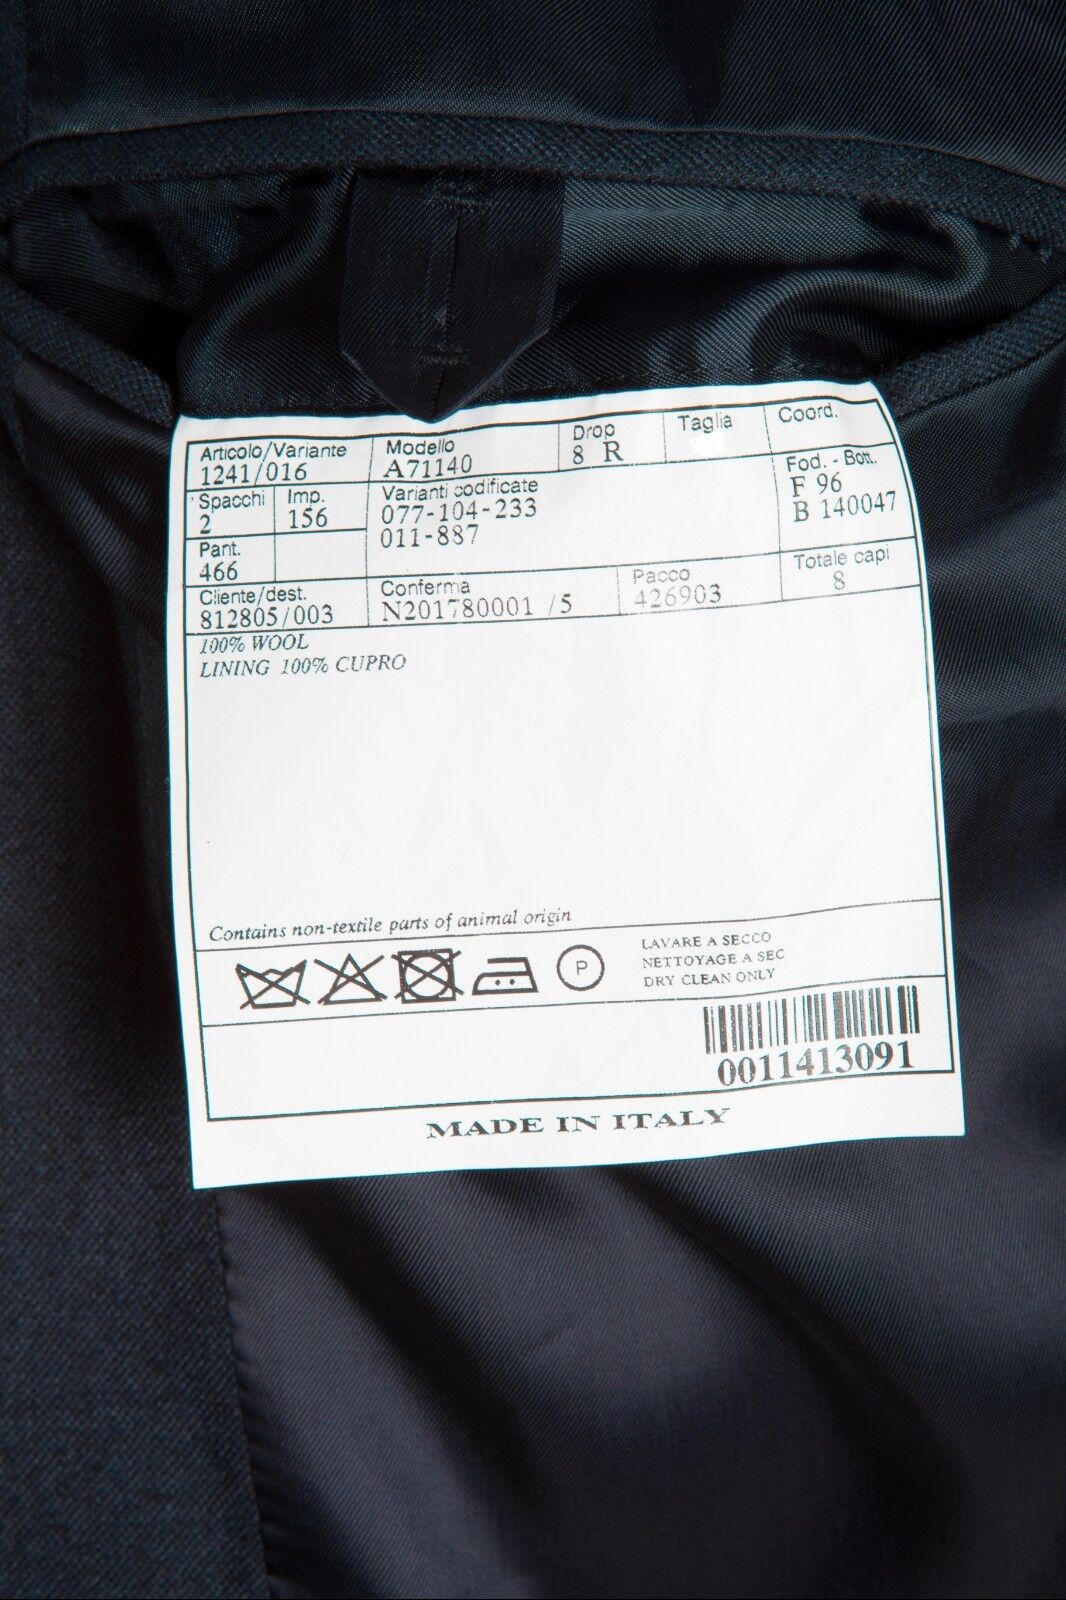 Articolo/Variante Modello Drop Taglia Coord.
1241/016 A71140 8 R
Spacchi Imp. Varianti codificate Fod. - Bott.
2 156 077-104-233 F 96
011-887 B 140047
Pant.
466
Cliente/dest. Conferma Pacco Totale capi
812805/003 N201780001 /5 426903 8
100% WOOL
LINING 100% CUPRO
Contains non-textile parts of animal origin
P
LAVARE A SECCO
NETTOYAGE A SEC
DRY CLEAN ONLY
0011413091
MADE IN ITALY